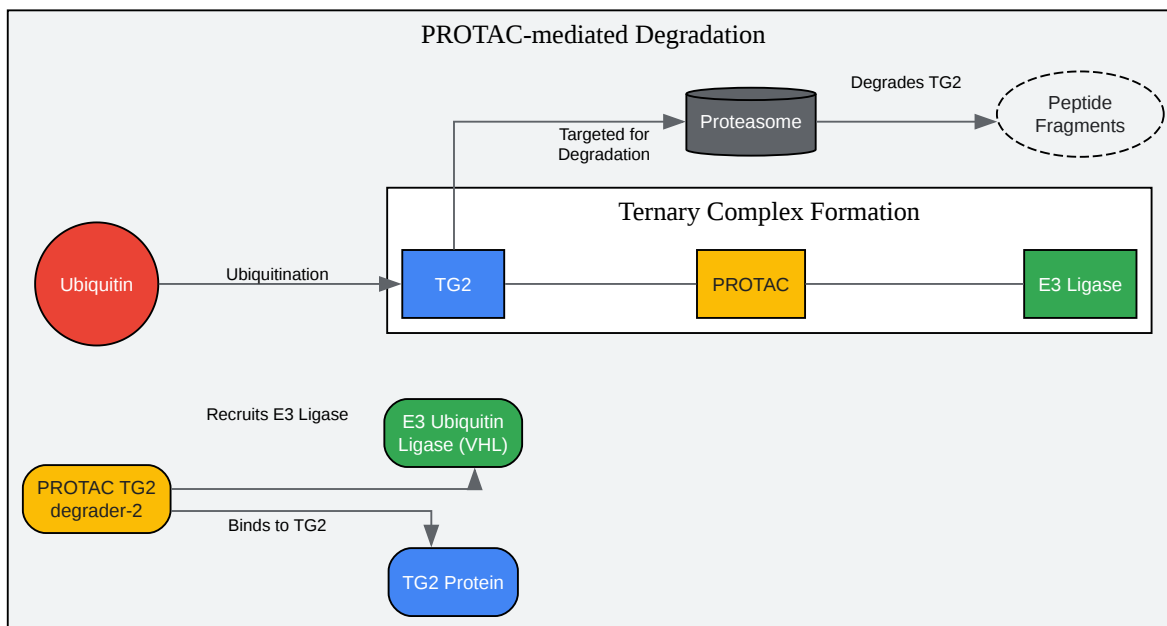 PROTAC-mediated Degradation
Degrades TG2
Proteasome
Peptide
Fragments
Targeted for
Degradation
Ternary Complex Formation
Ubiquitin
Ubiquitination
TG2
PROTAC
E3 Ligase
Recruits E3 Ligase
E3 Ubiquitin
Ligase (VHL)
PROTAC TG2
degrader-2
Binds to TG2
TG2 Protein